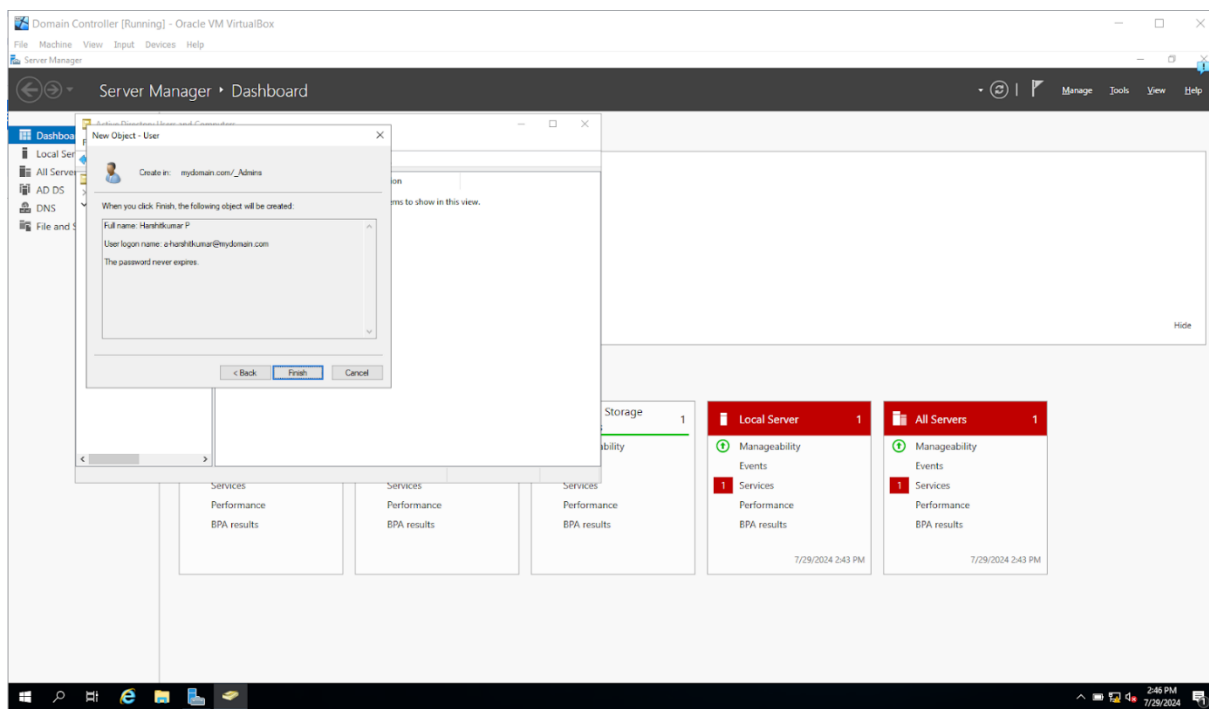 Domain Controller [Running] - Oracle VM VirtualBox
File Machine View Input Devices Help
Server Manager
Server Manager • Dashboard
Manage Tools View Help
Active Directory Users and Computers
New Object - User
Create in: mydomain.com/_Admins
When you click Finish, the following object will be created:
Full name: Harshitkumar P
User logon name: a-harshitkumar@mydomain.com
The password never expires.
< Back Finish Cancel
Dashboa
Local Ser
All Server
AD DS
DNS
File and S
on
ems to show in this view.
Hide
Services
Performance
BPA results
Services
Performance
BPA results
Storage 1
ability
Services
Performance
BPA results
Local Server 1
Manageability
Events
1 Services
Performance
BPA results
7/29/2024 2:43 PM
All Servers 1
Manageability
Events
1 Services
Performance
BPA results
7/29/2024 2:43 PM
2:46 PM
7/29/2024